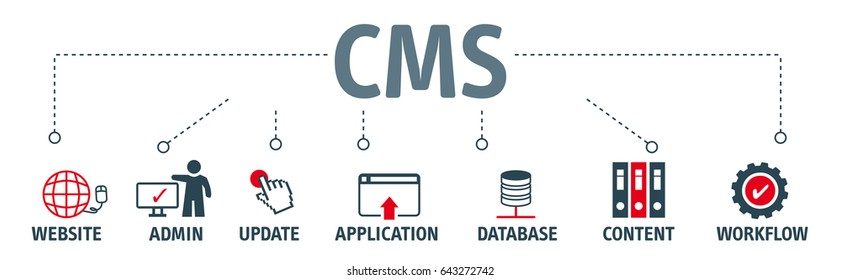 CMS
WEBSITE ADMIN UPDATE APPLICATION DATABASE CONTENT WORKFLOW
shutterstock.com · 643272742